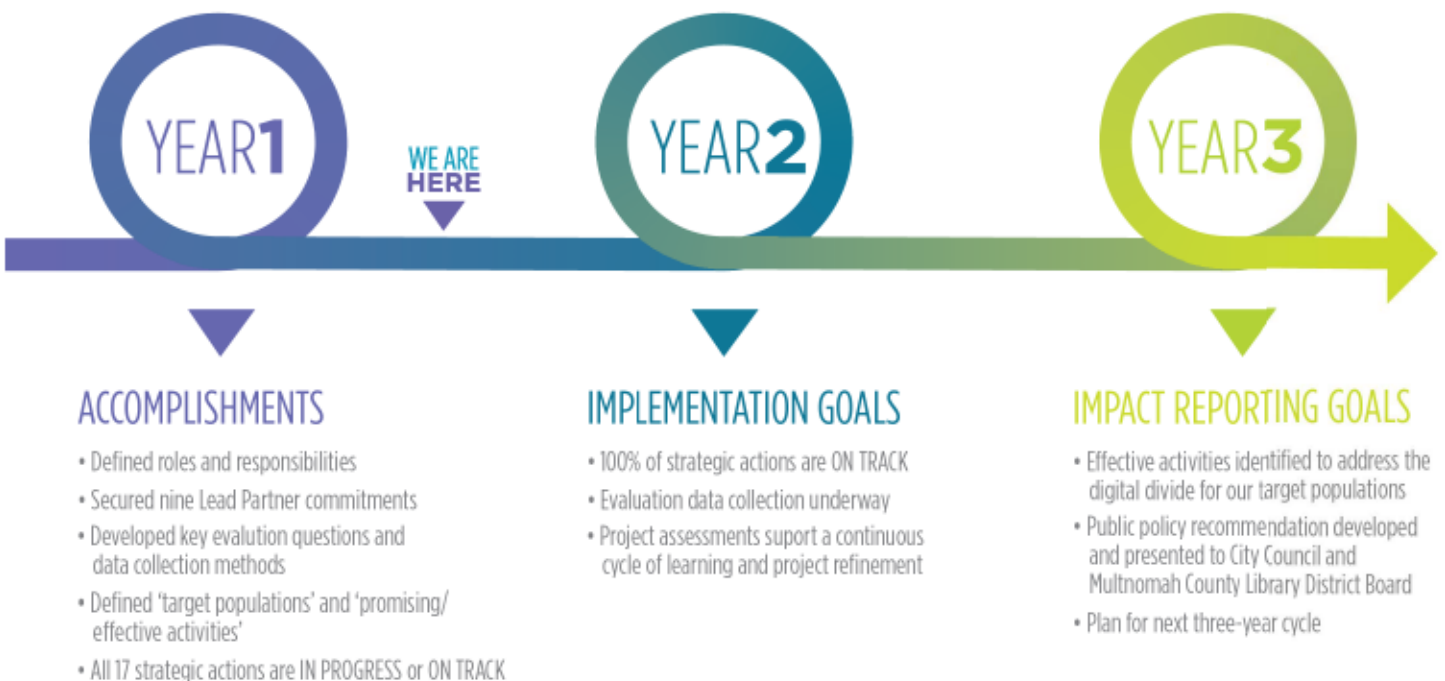 YEAR1
WE ARE
HERE
YEAR2
YEAR3
ACCOMPLISHMENTS
• Defined roles and responsibilities
• Secured nine Lead Partner commitments
• Developed key evalution questions and
data collection methods
• Defined ‘target populations’ and ‘promising/
effective activities’
• All 17 strategic actions are IN PROGRESS or ON TRACK
IMPLEMENTATION GOALS
• 100% of strategic actions are ON TRACK
• Evaluation data collection underway
• Project assessments suport a continuous
cycle of learning and project refinement
IMPACT REPORTING GOALS
• Effective activities identified to address the
digital divide for our target populations
• Public policy recommendation developed
and presented to City Council and
Multnomah County Library District Board
• Plan for next three-year cycle